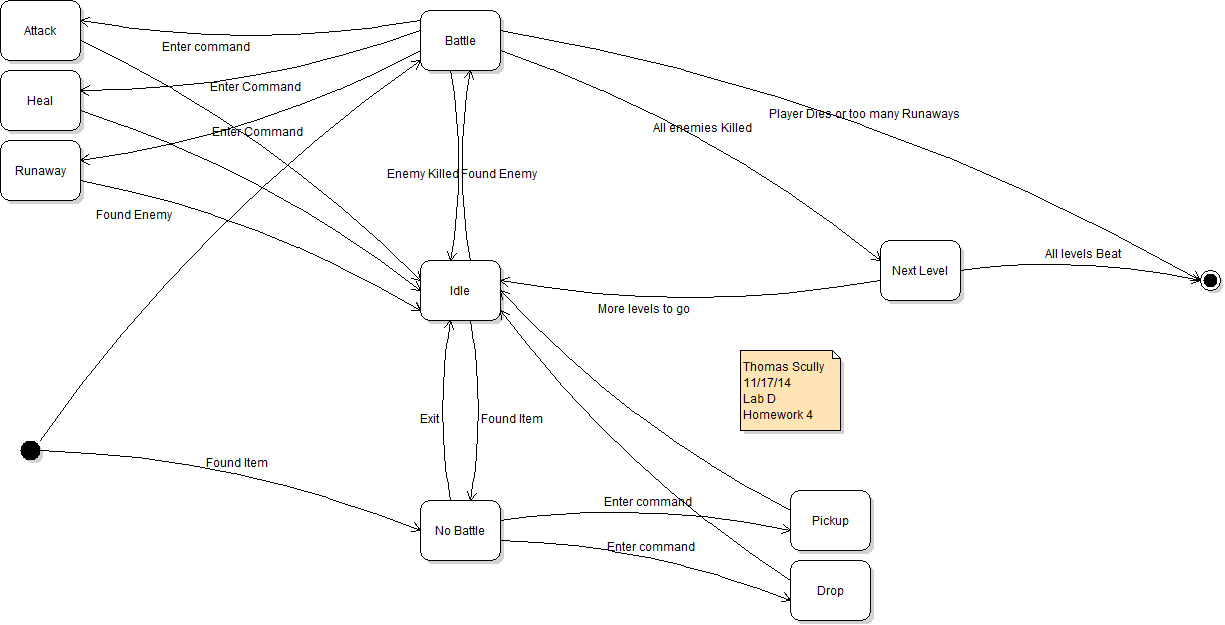 Attack
Battle
Enter command
Heal
Enter Command
Player Dies or too many Runaways
All enemies Killed
Enter Command
Runaway
Enemy Killed
Found Enemy
Found Enemy
All levels Beat
Next Level
Idle
More levels to go
Thomas Scully
11/17/14
Lab D
Homework 4
Exit
Found Item
Found Item
Enter command
Pickup
No Battle
Enter command
Drop